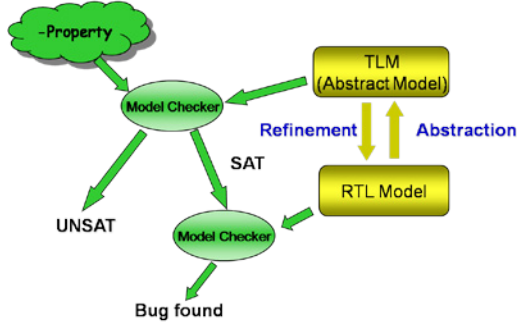 -Property
TLM
(Abstract Model)
Model Checker
Refinement
Abstraction
SAT
RTL Model
UNSAT
Model Checker
Bug found